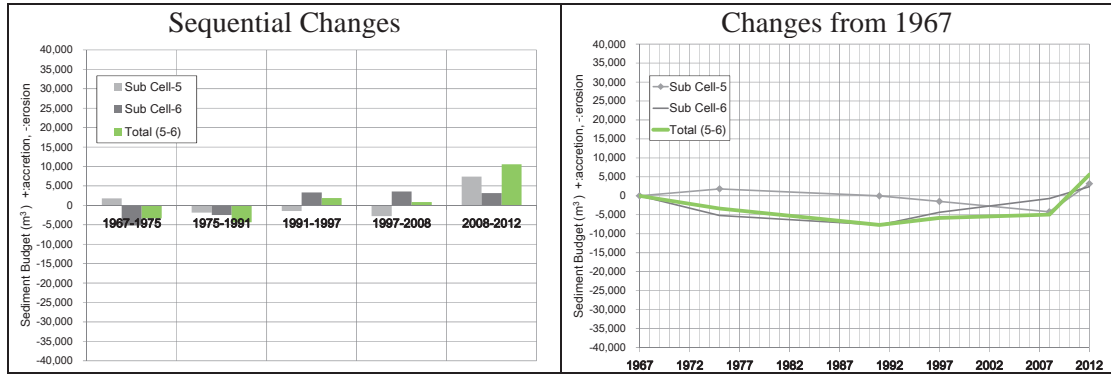 Sequential Changes
Sediment Budget (m³) +:accretion, -:erosion
40,000
35,000
30,000
25,000
20,000
15,000
10,000
5,000
0
-5,000
-10,000
-15,000
-20,000
-25,000
-30,000
-35,000
-40,000
Sub Cell-5
Sub Cell-6
Total (5-6)
1967-1975 1975-1991 1991-1997 1997-2008 2008-2012
Changes from 1967
Sediment Budget (m³) +:accretion, -:erosion
40,000
35,000
30,000
25,000
20,000
15,000
10,000
5,000
0
-5,000
-10,000
-15,000
-20,000
-25,000
-30,000
-35,000
-40,000
Sub Cell-5
Sub Cell-6
Total (5-6)
1967 1972 1977 1982 1987 1992 1997 2002 2007 2012